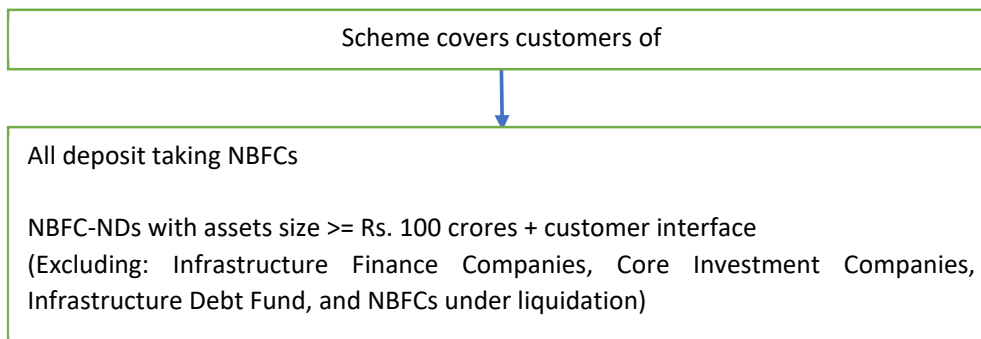 Scheme covers customers of
All deposit taking NBFCs
NBFC-NDs with assets size >= Rs. 100 crores + customer interface
(Excluding: Infrastructure Finance Companies, Core Investment Companies,
Infrastructure Debt Fund, and NBFCs under liquidation)